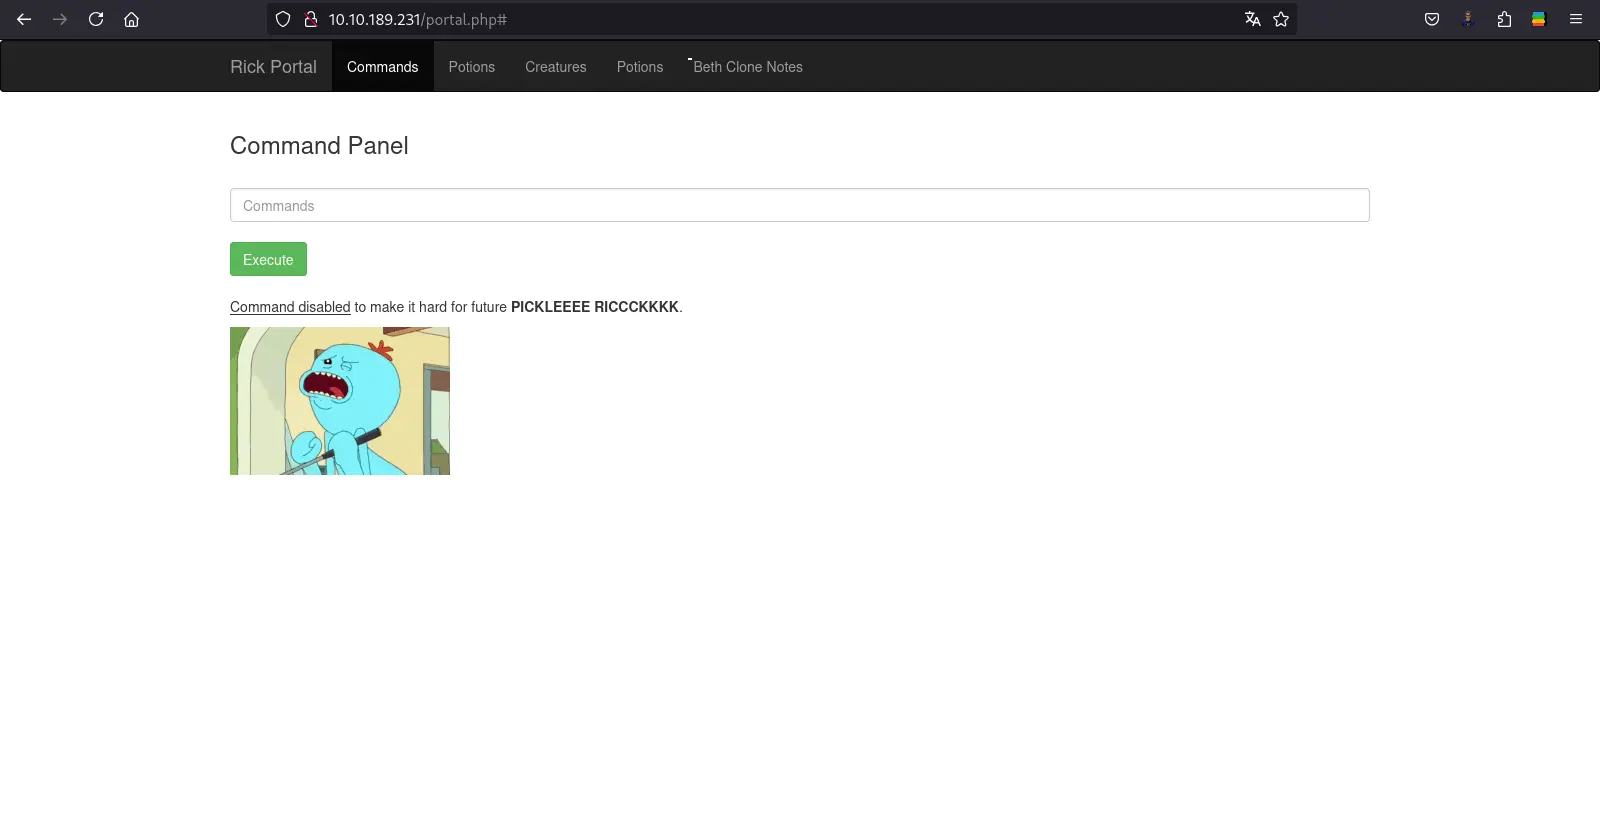 10.10.189.231/portal.php#
Rick Portal Commands Potions Creatures Potions Beth Clone Notes
Command Panel
Commands
Execute
Command disabled to make it hard for future PICKLEEEE RICCCKKKK.